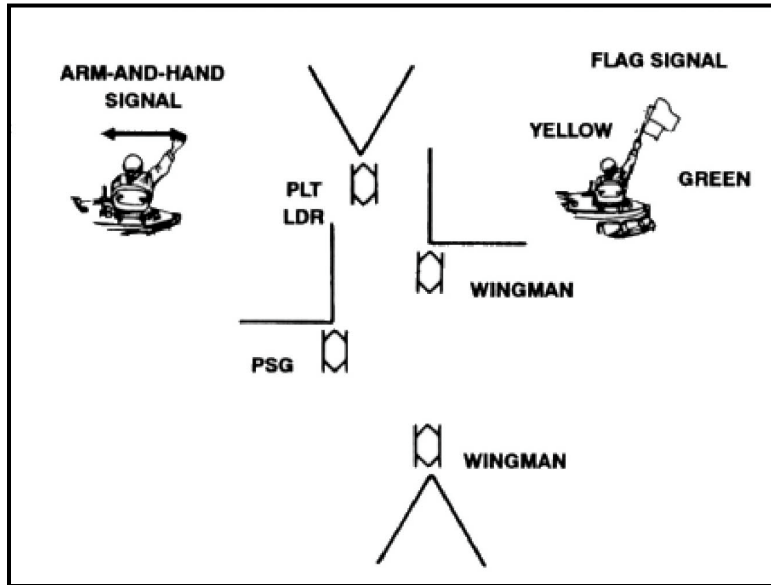 ARM-AND-HAND
SIGNAL
FLAG SIGNAL
YELLOW
GREEN
PLT
LDR
WINGMAN
PSG
WINGMAN